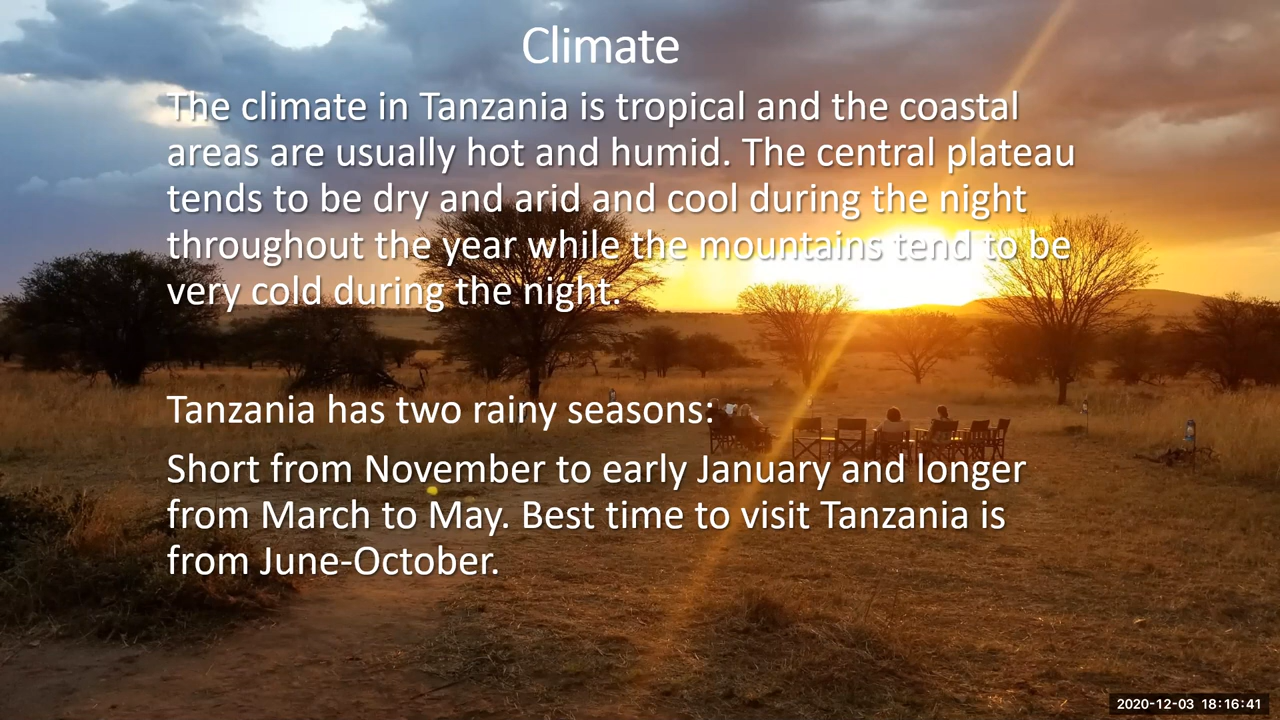 Climate
The climate in Tanzania is tropical and the coastal
areas are usually hot and humid. The central plateau
tends to be dry and arid and cool during the night
throughout the year while the mountains tend to be
very cold during the night.
Tanzania has two rainy seasons:
Short from November to early January and longer
from March to May. Best time to visit Tanzania is
from June-October.
2020-12-03 18:16:41